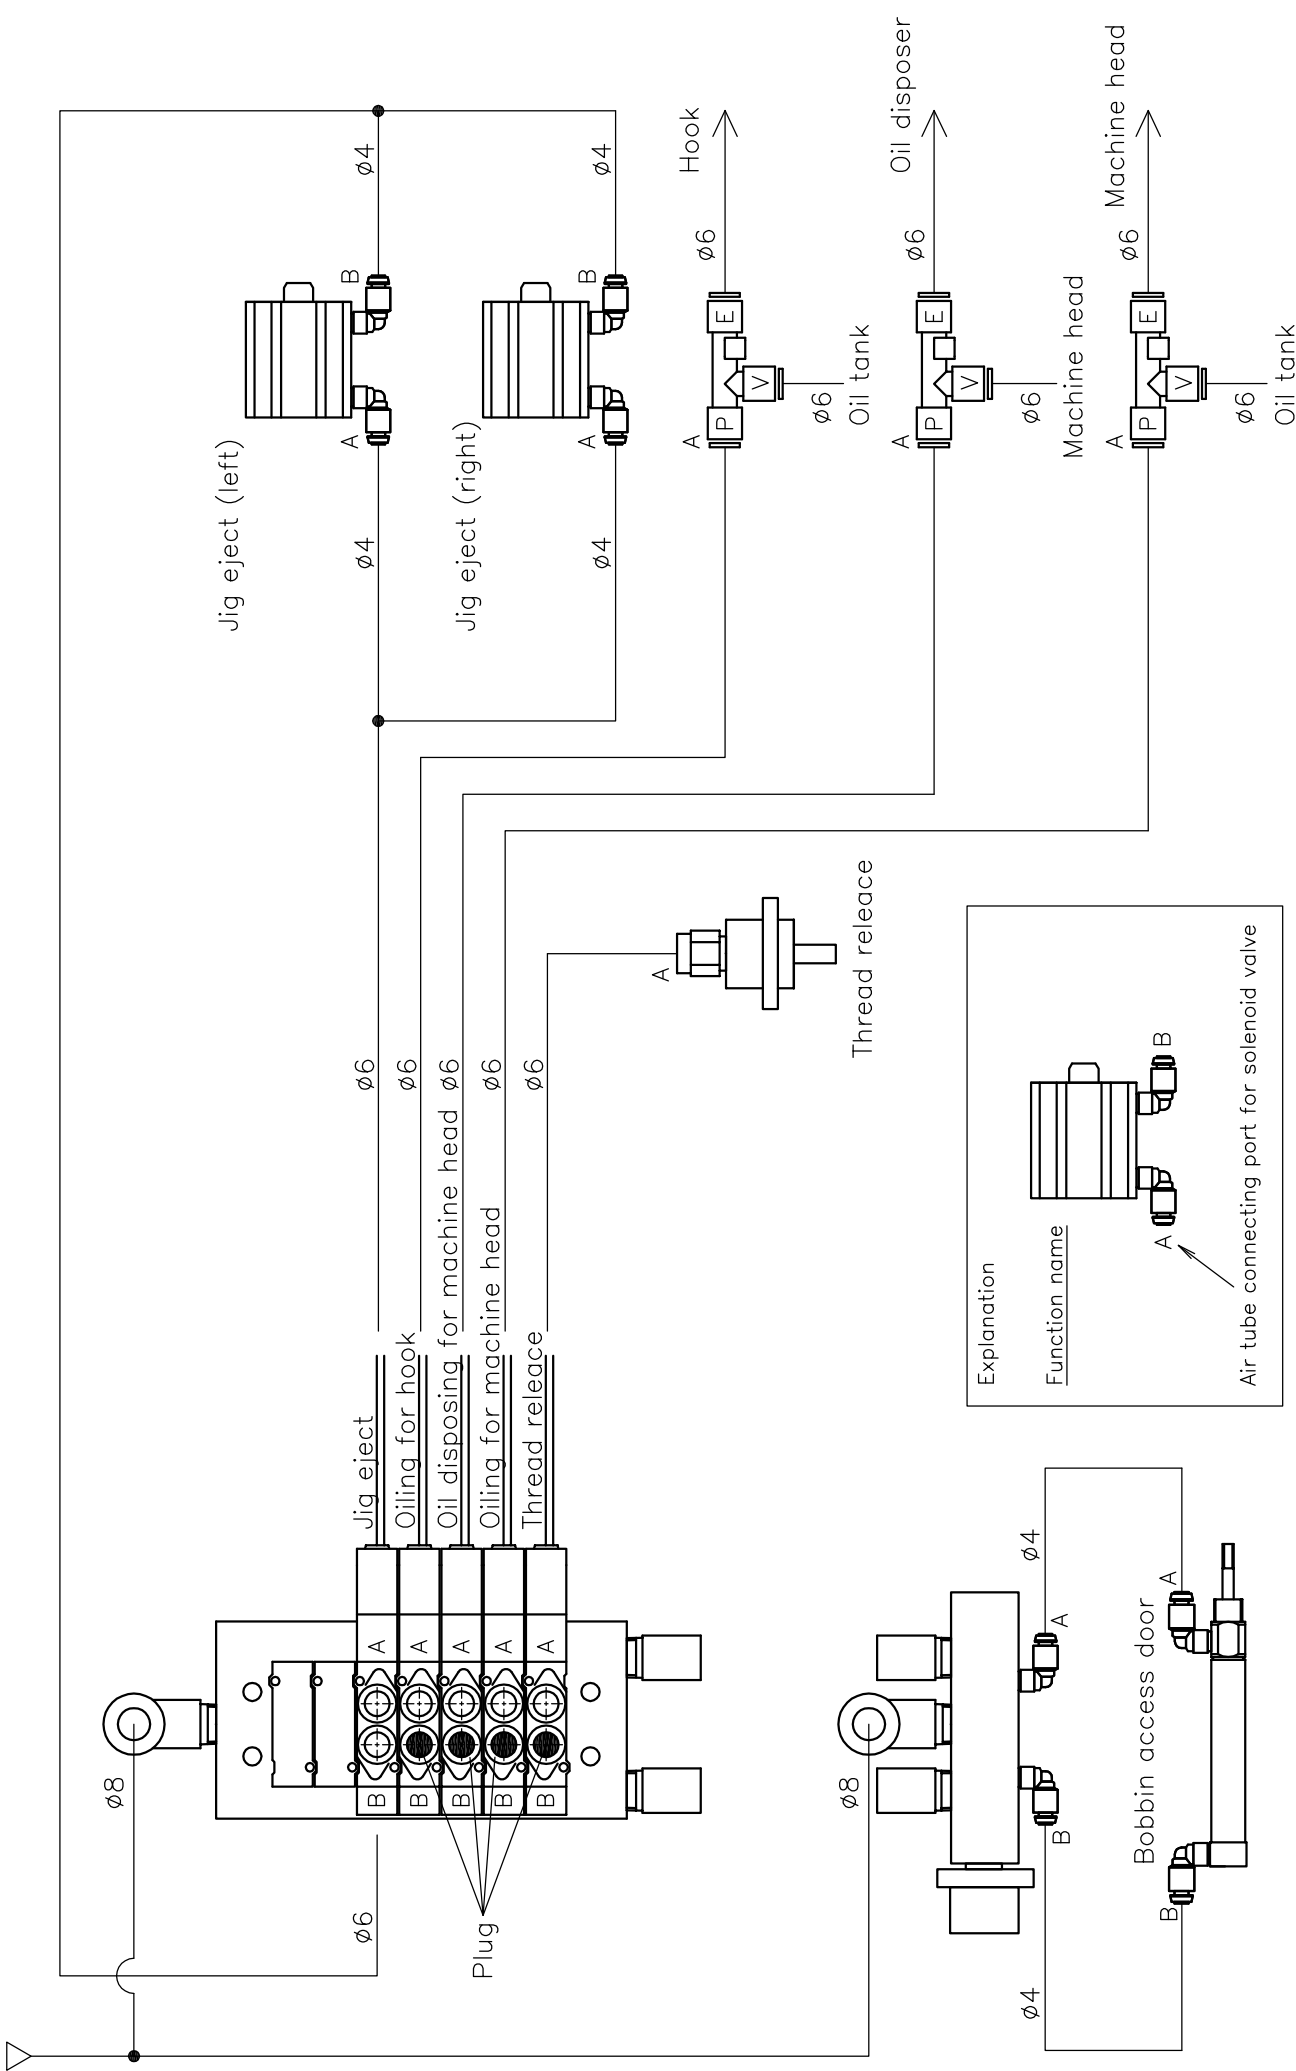 Jig eject (left)
A
B
ø4
ø4
Jig eject (right)
A
B
ø4
ø4
A
P
E
V
ø6
Hook
ø6
Oil tank
A
P
E
V
ø6
Oil disposer
ø6
Machine head
A
P
E
V
ø6
Machine head
ø6
Oil tank
ø8
ø6
B
A
Jig eject
ø6
B
A
Oiling for hook
ø6
B
A
Oil disposing for machine head
ø6
B
A
Oiling for machine head
ø6
B
A
Thread releace
ø6
Plug
A
Thread releace
ø8
B
A
ø4
ø4
Bobbin access door
B
A
Explanation
Function name
A
B
Air tube connecting port for solenoid valve